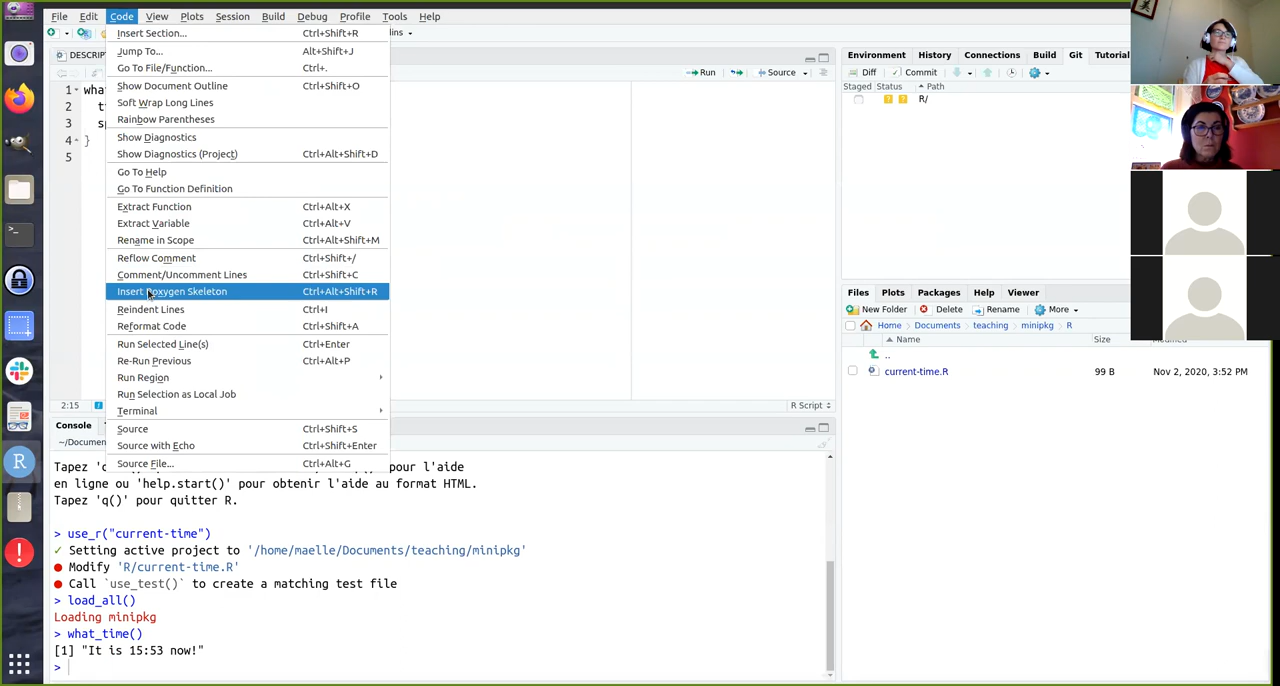 File Edit Code View Plots Session Build Debug Profile Tools Help
Insert Section... Ctrl+Shift+R
Jump To... Alt+Shift+J
Go To File/Function... Ctrl+.
Show Document Outline Ctrl+Shift+O
Soft Wrap Long Lines
Rainbow Parentheses
Show Diagnostics
Show Diagnostics (Project) Ctrl+Alt+Shift+D
Go To Help
Go To Function Definition
Extract Function Ctrl+Alt+X
Extract Variable Ctrl+Alt+V
Rename in Scope Ctrl+Alt+Shift+M
Reflow Comment Ctrl+Shift+/
Comment/Uncomment Lines Ctrl+Shift+C
Insert Roxygen Skeleton Ctrl+Alt+Shift+R
Reindent Lines Ctrl+I
Reformat Code Ctrl+Shift+A
Run Selected Line(s) Ctrl+Enter
Re-Run Previous Ctrl+Alt+P
Run Region
Run Selection as Local Job
Terminal
Source Ctrl+Shift+S
Source with Echo Ctrl+Shift+Enter
Source File... Ctrl+Alt+G
DESCRIP
Run Source
1 wha
2 t
3 s
4 }
5
2:15 R Script
Console
~/Documen
Tapez 'c pour l'aide
en ligne ou 'help.start()' pour obtenir l'aide au format HTML.
Tapez 'q()' pour quitter R.
> use_r("current-time")
✓ Setting active project to '/home/maelle/Documents/teaching/minipkg'
● Modify 'R/current-time.R'
● Call `use_test()` to create a matching test file
> load_all()
Loading minipkg
> what_time()
[1] "It is 15:53 now!"
>
Environment History Connections Build Git Tutorial
Diff Commit
Staged Status Path
? ? R/
Files Plots Packages Help Viewer
New Folder Delete Rename More
Home Documents teaching minipkg R
Name Size
..
current-time.R 99 B Nov 2, 2020, 3:52 PM